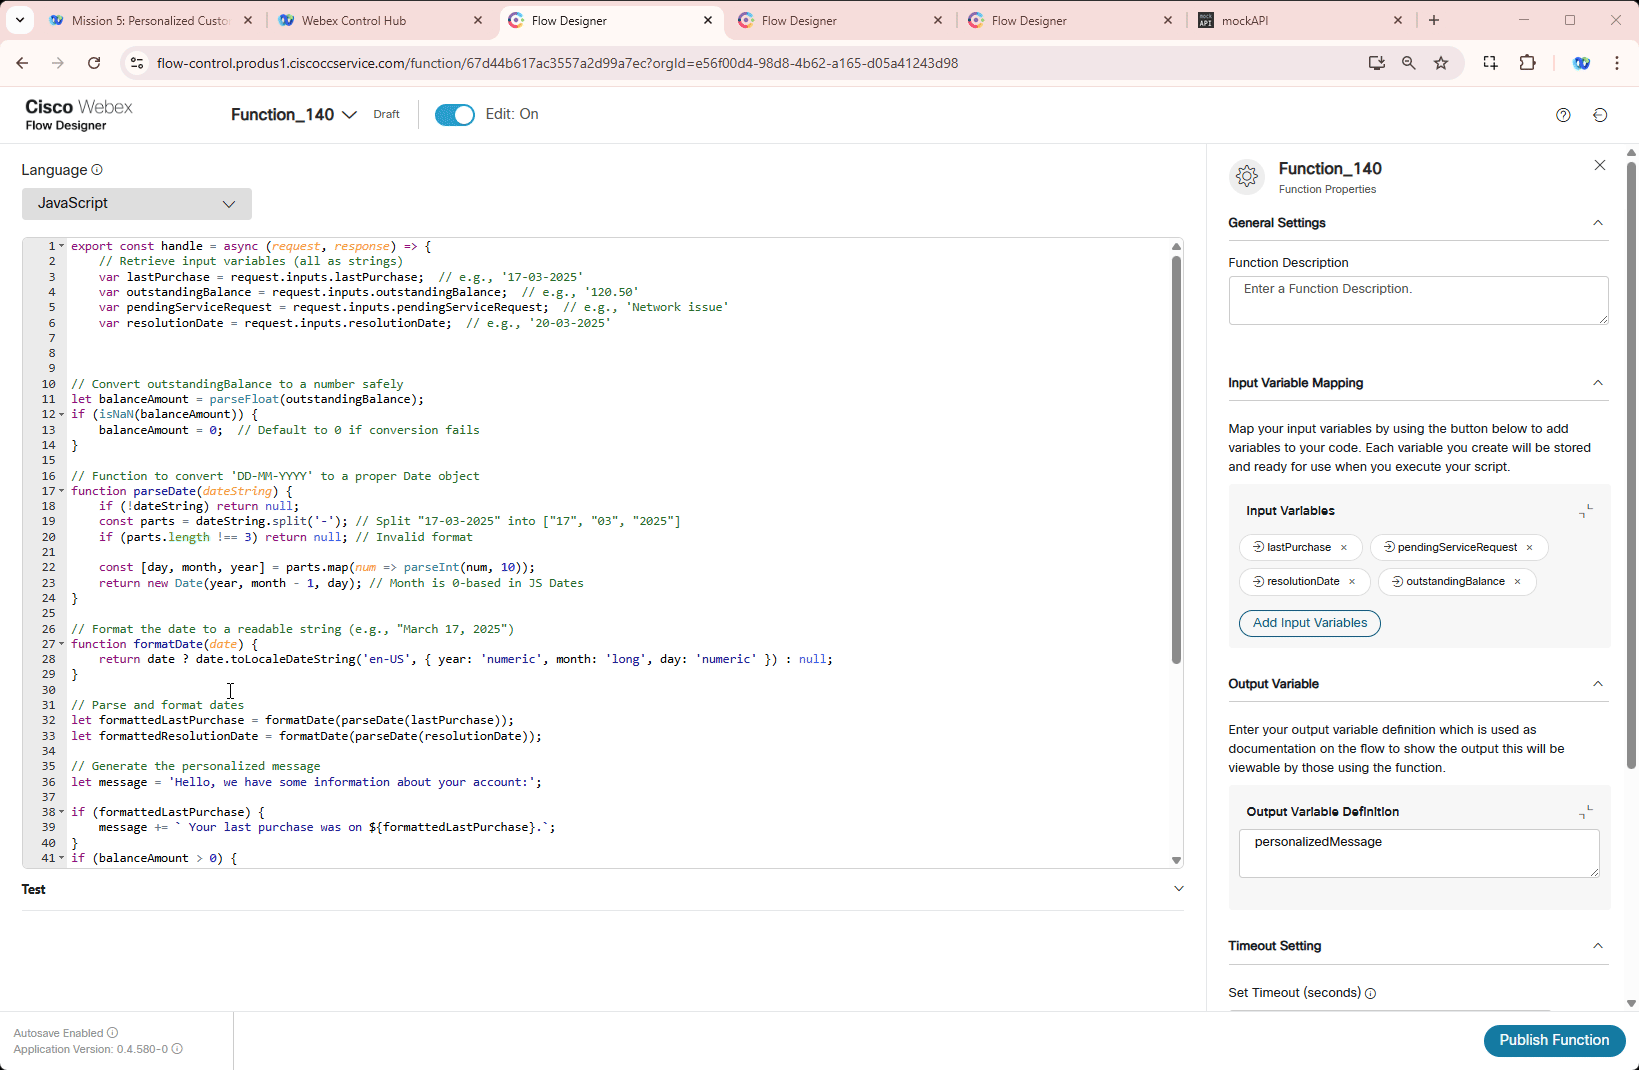 Mission 5: Personalized Custo
Webex Control Hub
Flow Designer
Flow Designer
Flow Designer
mock API
mockAPI
flow-control.produs1.ciscoccservice.com/function/67d44b617ac3557a2d99a7ec?orgId=e56f00d4-98d8-4b62-a165-d05a41243d98
Cisco Webex
Flow Designer
Function_140
Draft
Edit: On
Language
JavaScript
1 export const handle = async (request, response) => {
2     // Retrieve input variables (all as strings)
3     var lastPurchase = request.inputs.lastPurchase;  // e.g., '17-03-2025'
4     var outstandingBalance = request.inputs.outstandingBalance;  // e.g., '120.50'
5     var pendingServiceRequest = request.inputs.pendingServiceRequest;  // e.g., 'Network issue'
6     var resolutionDate = request.inputs.resolutionDate;  // e.g., '20-03-2025'
7
8
9
10 // Convert outstandingBalance to a number safely
11 let balanceAmount = parseFloat(outstandingBalance);
12 if (isNaN(balanceAmount)) {
13     balanceAmount = 0;  // Default to 0 if conversion fails
14 }
15
16 // Function to convert 'DD-MM-YYYY' to a proper Date object
17 function parseDate(dateString) {
18     if (!dateString) return null;
19     const parts = dateString.split('-'); // Split "17-03-2025" into ["17", "03", "2025"]
20     if (parts.length !== 3) return null; // Invalid format
21
22     const [day, month, year] = parts.map(num => parseInt(num, 10));
23     return new Date(year, month - 1, day); // Month is 0-based in JS Dates
24 }
25
26 // Format the date to a readable string (e.g., "March 17, 2025")
27 function formatDate(date) {
28     return date ? date.toLocaleDateString('en-US', { year: 'numeric', month: 'long', day: 'numeric' }) : null;
29 }
30
31 // Parse and format dates
32 let formattedLastPurchase = formatDate(parseDate(lastPurchase));
33 let formattedResolutionDate = formatDate(parseDate(resolutionDate));
34
35 // Generate the personalized message
36 let message = 'Hello, we have some information about your account:';
37
38 if (formattedLastPurchase) {
39     message += ` Your last purchase was on ${formattedLastPurchase}.`;
40 }
41 if (balanceAmount > 0) {
Test
Function_140
Function Properties
General Settings
Function Description
Enter a Function Description.
Input Variable Mapping
Map your input variables by using the button below to add
variables to your code. Each variable you create will be stored
and ready for use when you execute your script.
Input Variables
lastPurchase ×
pendingServiceRequest ×
resolutionDate ×
outstandingBalance ×
Add Input Variables
Output Variable
Enter your output variable definition which is used as
documentation on the flow to show the output this will be
viewable by those using the function.
Output Variable Definition
personalizedMessage
Timeout Setting
Set Timeout (seconds)
Autosave Enabled
Application Version: 0.4.580-0
Publish Function